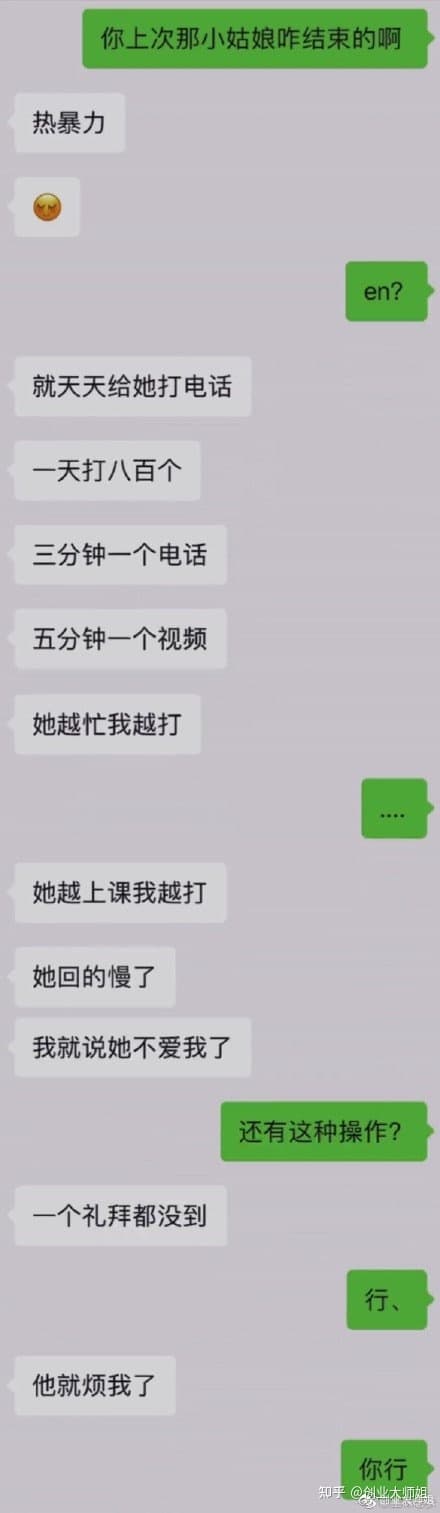 你上次那小姑娘咋结束的啊
热暴力
en?
就天天给她打电话
一天打八百个
三分钟一个电话
五分钟一个视频
她越忙我越打
....
她越上课我越打
她回的慢了
我就说她不爱我了
还有这种操作?
一个礼拜都没到
行、
他就烦我了
你行
知乎 @创业大师姐